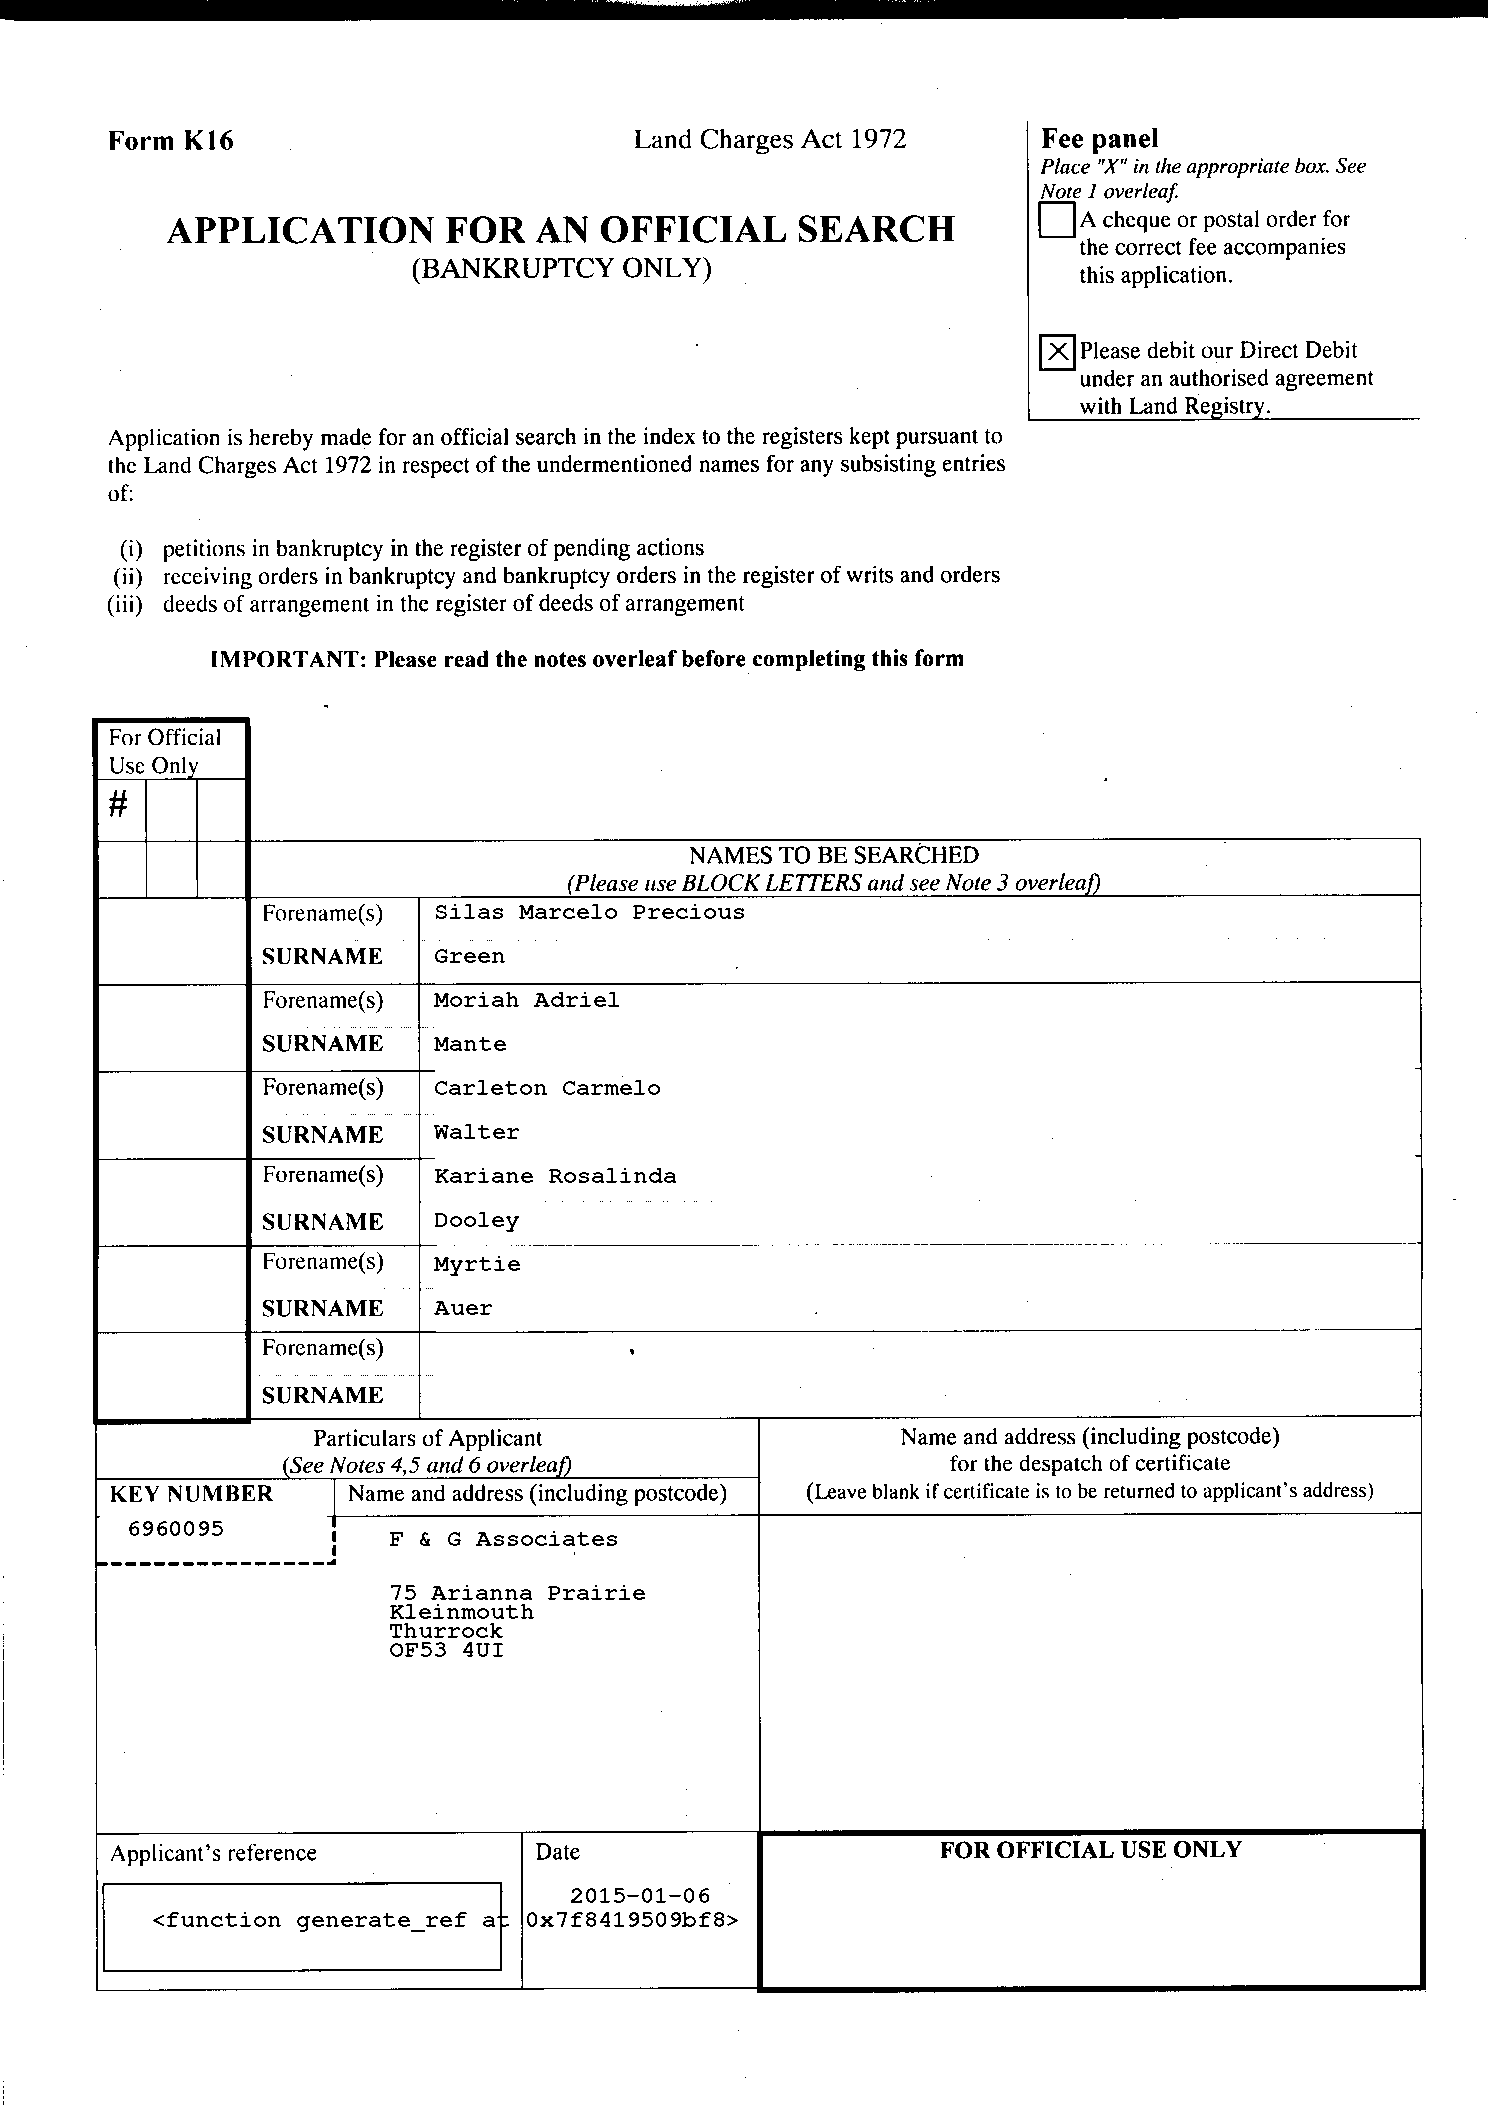 Form K16
Land Charges Act 1972
APPLICATION FOR AN OFFICIAL SEARCH
(BANKRUPTCY ONLY)
Fee panel
Place "X" in the appropriate box. See
Note 1 overleaf.
A cheque or postal order for
the correct fee accompanies
this application.
X Please debit our Direct Debit
under an authorised agreement
with Land Registry.
Application is hereby made for an official search in the index to the registers kept pursuant to
the Land Charges Act 1972 in respect of the undermentioned names for any subsisting entries
of:
(i) petitions in bankruptcy in the register of pending actions
(ii) receiving orders in bankruptcy and bankruptcy orders in the register of writs and orders
(iii) deeds of arrangement in the register of deeds of arrangement
IMPORTANT: Please read the notes overleaf before completing this form
For Official
Use Only
#
NAMES TO BE SEARCHED
(Please use BLOCK LETTERS and see Note 3 overleaf)
Forename(s) Silas Marcelo Precious
SURNAME Green
Forename(s) Moriah Adriel
SURNAME Mante
Forename(s) Carleton Carmelo
SURNAME Walter
Forename(s) Kariane Rosalinda
SURNAME Dooley
Forename(s) Myrtie
SURNAME Auer
Forename(s)
SURNAME
Particulars of Applicant
(See Notes 4,5 and 6 overleaf)
KEY NUMBER
6960095
Name and address (including postcode)
F & G Associates
75 Arianna Prairie
Kleinmouth
Thurrock
OF53 4UI
Name and address (including postcode)
for the despatch of certificate
(Leave blank if certificate is to be returned to applicant's address)
Applicant's reference
Date
2015-01-06
<function generate_ref at 0x7f8419509bf8>
FOR OFFICIAL USE ONLY